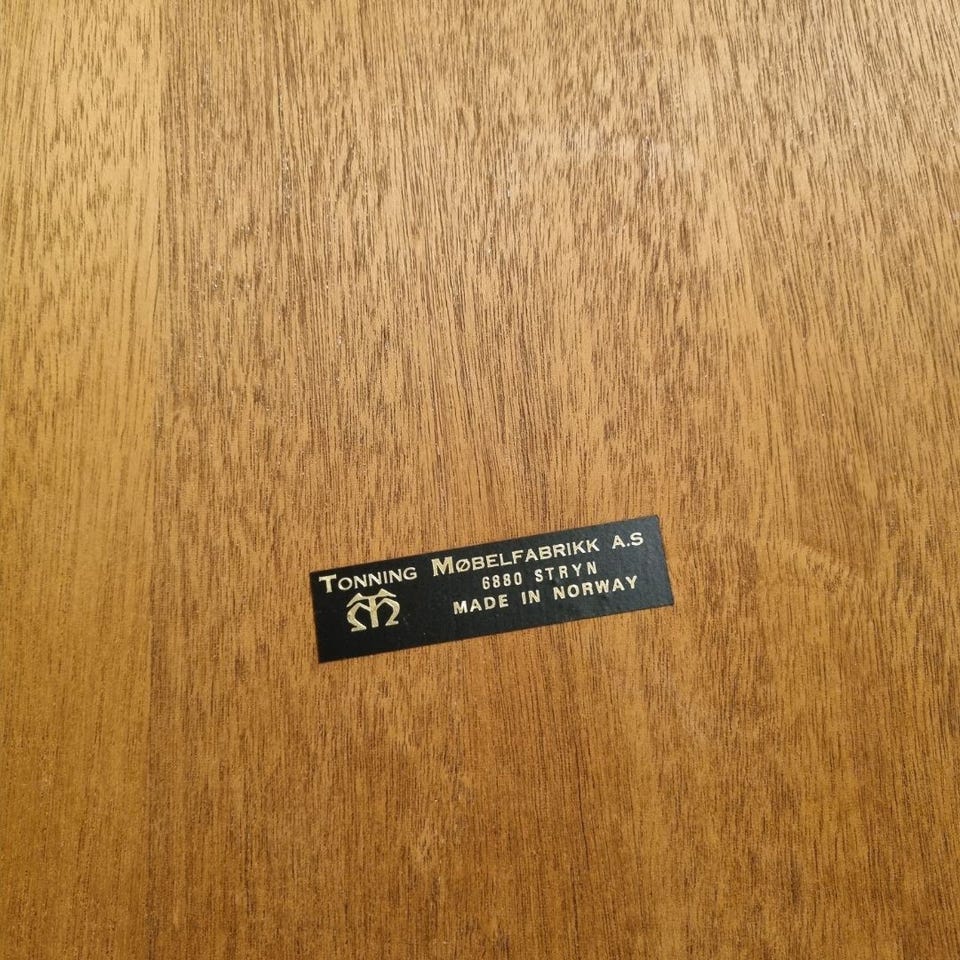 TONNING MØBELFABRIKK A.S
6880 STRYN
MADE IN NORWAY